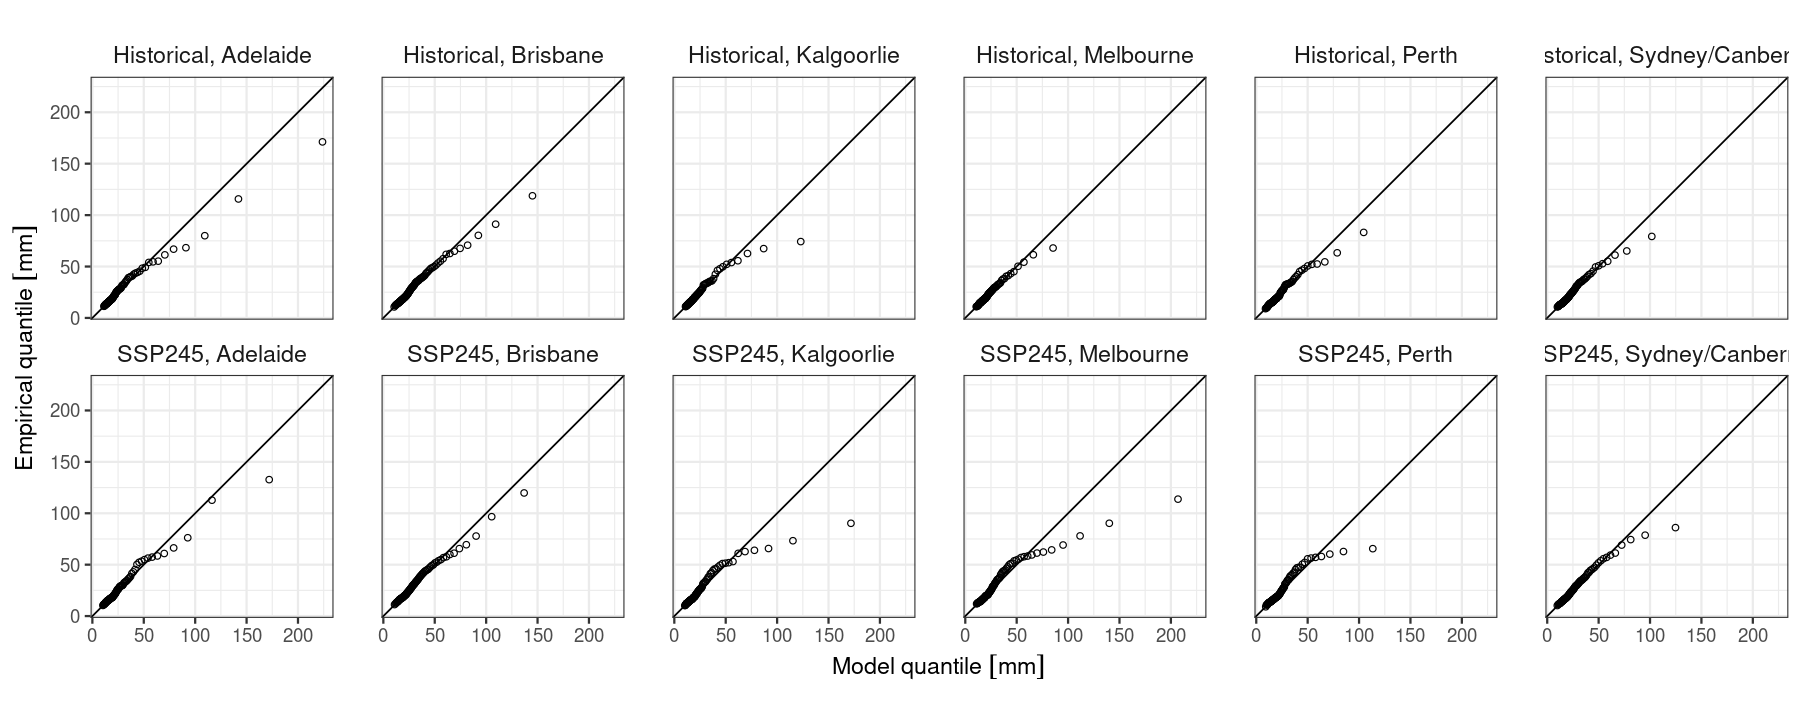 Historical, Adelaide
Historical, Brisbane
Historical, Kalgoorlie
Historical, Melbourne
Historical, Perth
storical, Sydney/Canber
200
150
100
50
0
SSP245, Adelaide
SSP245, Brisbane
SSP245, Kalgoorlie
SSP245, Melbourne
SSP245, Perth
SP245, Sydney/Canber
200
150
100
50
0
0 50 100 150 200
0 50 100 150 200
0 50 100 150 200
0 50 100 150 200
0 50 100 150 200
0 50 100 150 200
Model quantile [mm]
Empirical quantile [mm]